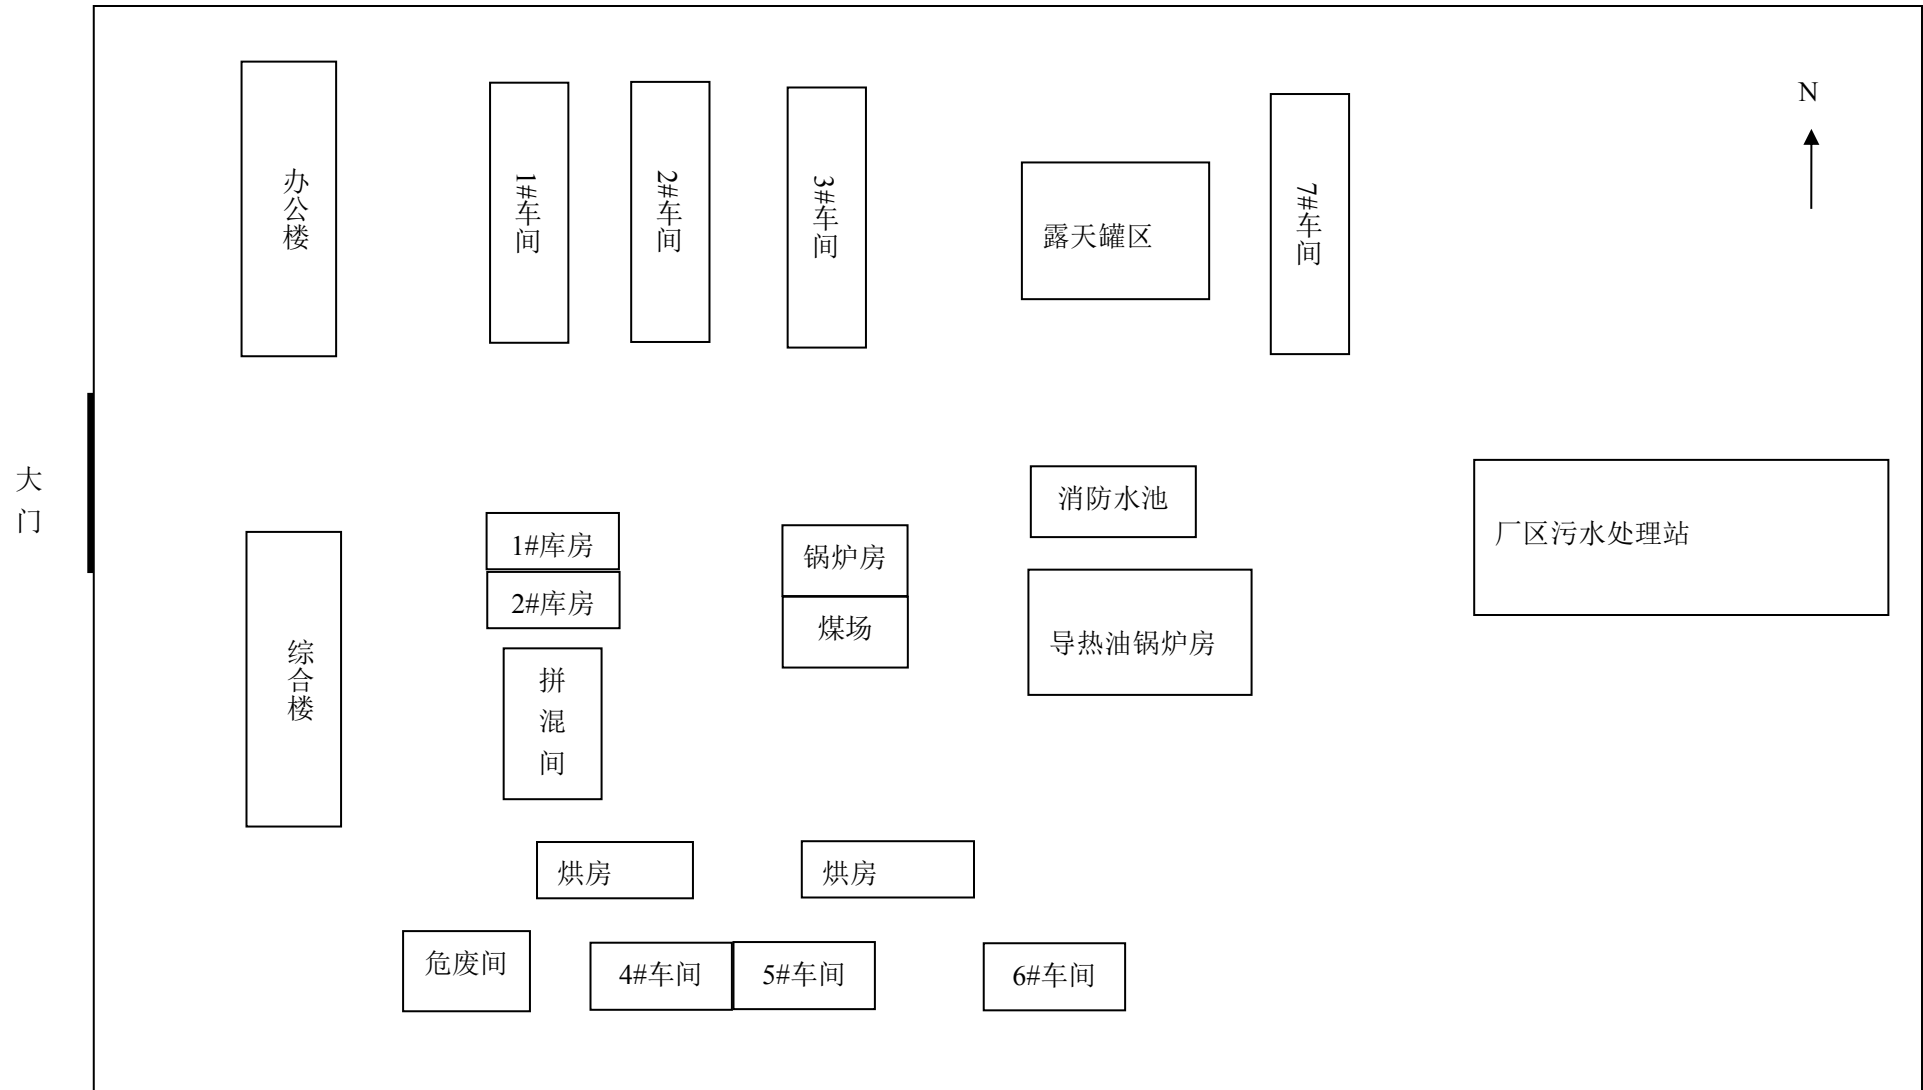 N
办公楼
1#车间
2#车间
3#车间
露天罐区
7#车间
大
门
消防水池
厂区污水处理站
1#库房
锅炉房
2#库房
煤场
导热油锅炉房
综合楼
拼
混
间
烘房
烘房
危废间
4#车间
5#车间
6#车间